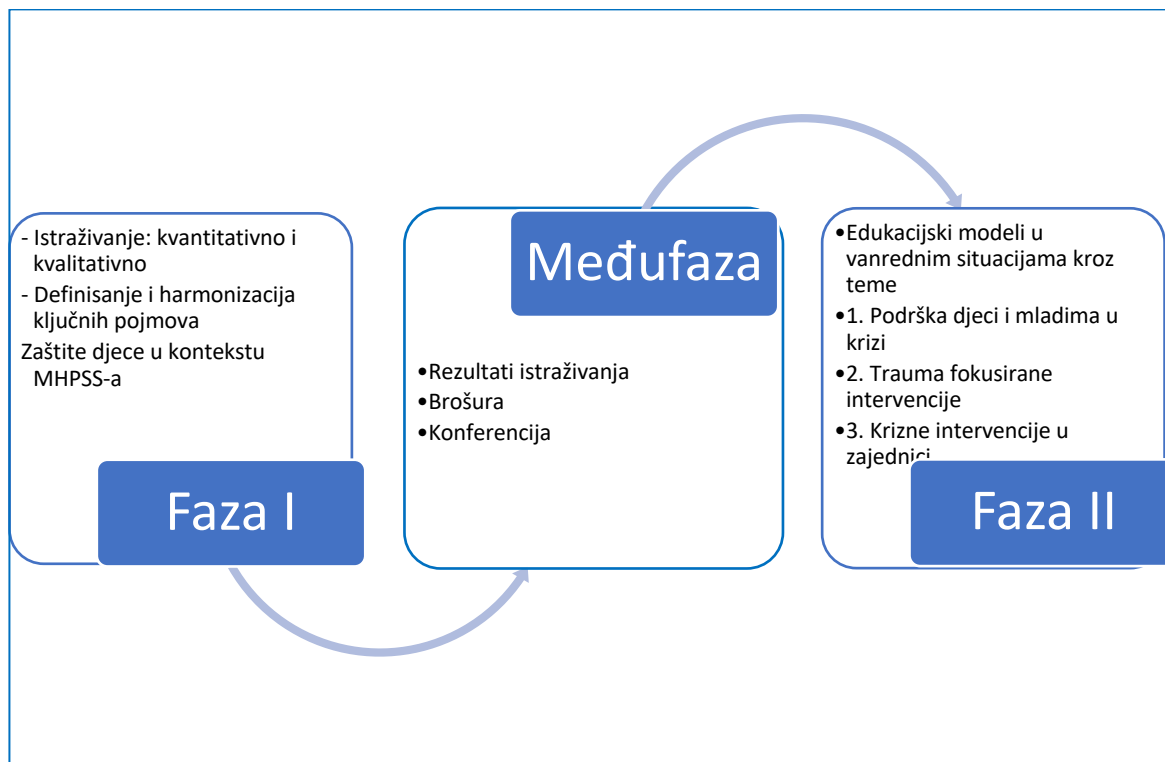 - Istraživanje: kvantitativno i
kvalitativno
- Definisanje i harmonizacija
ključnih pojmova
Zaštite djece u kontekstu
MHPSS-a
Faza I
Međufaza
•Rezultati istraživanja
•Brošura
•Konferencija
•Edukacijski modeli u
vanrednim situacijama kroz
teme
•1. Podrška djeci i mladima u
krizi
•2. Trauma fokusirane
intervencije
•3. Krizne intervencije u
zajednici
Faza II